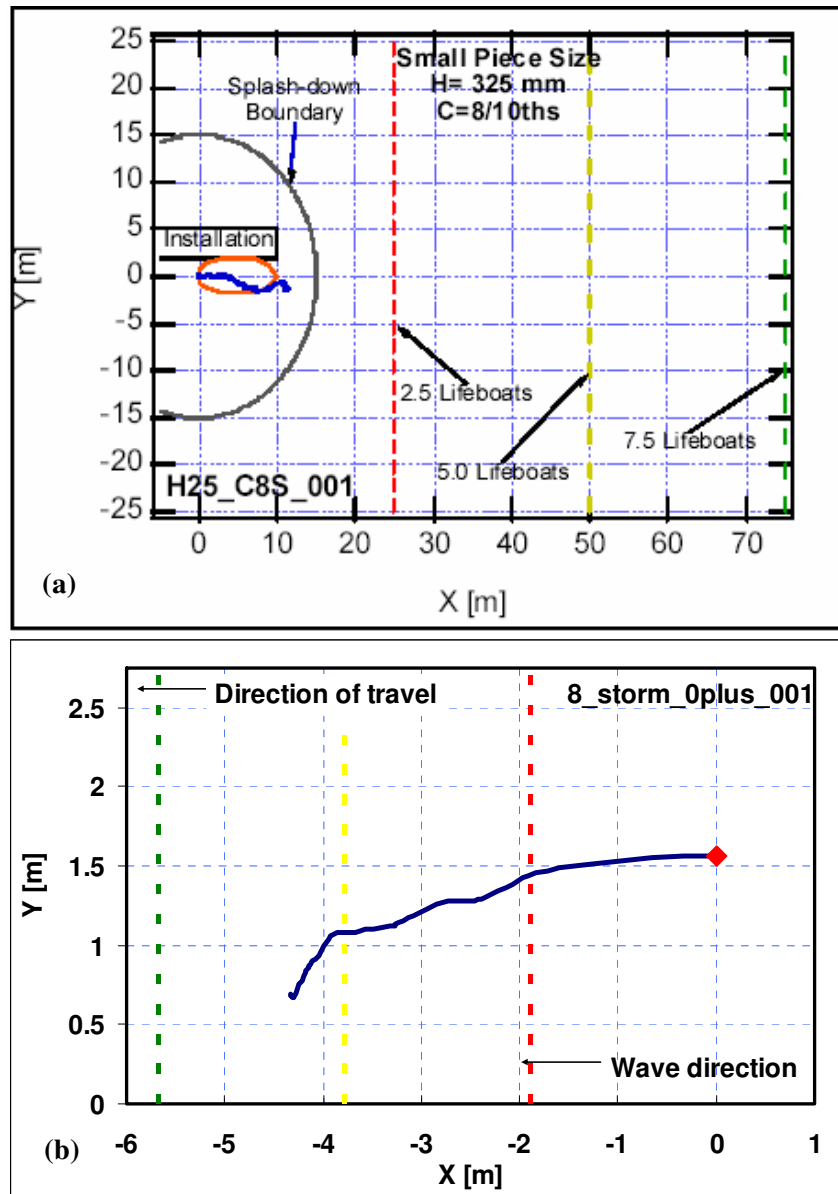 25
20
15
10
5
0
-5
-10
-15
-20
-25
Y [m]
Small Piece Size
H= 325 mm
C=8/10ths
Splash-down
Boundary
Installation
2.5 Lifeboats
5.0 Lifeboats
7.5 Lifeboats
H25_C8S_001
0 10 20 30 40 50 60 70
X [m]
(a)
Direction of travel
8_storm_0plus_001
2.5
2
1.5
1
0.5
0
Y [m]
Wave direction
-6 -5 -4 -3 -2 -1 0 1
X [m]
(b)